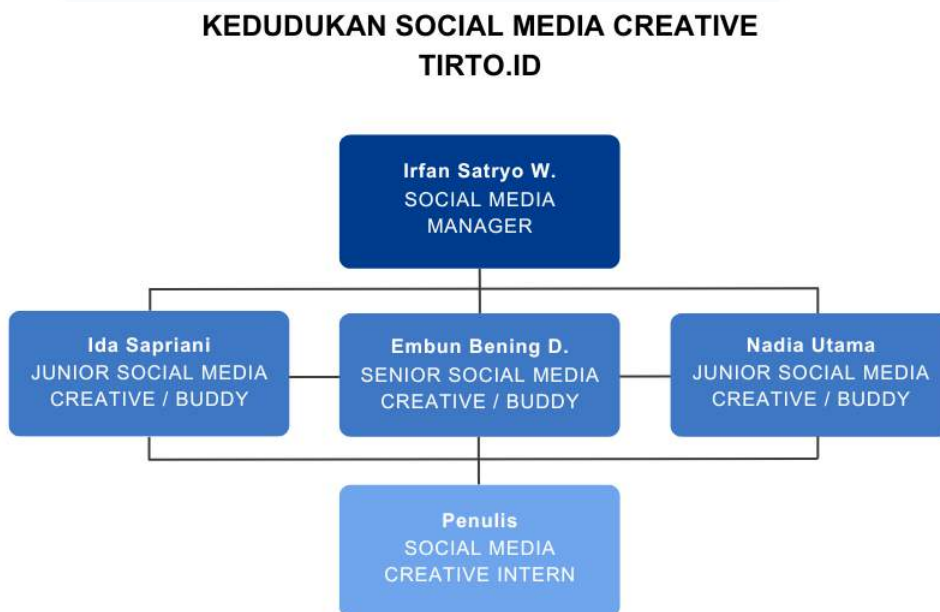 KEDUDUKAN SOCIAL MEDIA CREATIVE
TIRTO.ID
Irfan Satryo W.
SOCIAL MEDIA
MANAGER
Ida Sapriani
JUNIOR SOCIAL MEDIA
CREATIVE / BUDDY
Embun Bening D.
SENIOR SOCIAL MEDIA
CREATIVE / BUDDY
Nadia Utama
JUNIOR SOCIAL MEDIA
CREATIVE / BUDDY
Penulis
SOCIAL MEDIA
CREATIVE INTERN